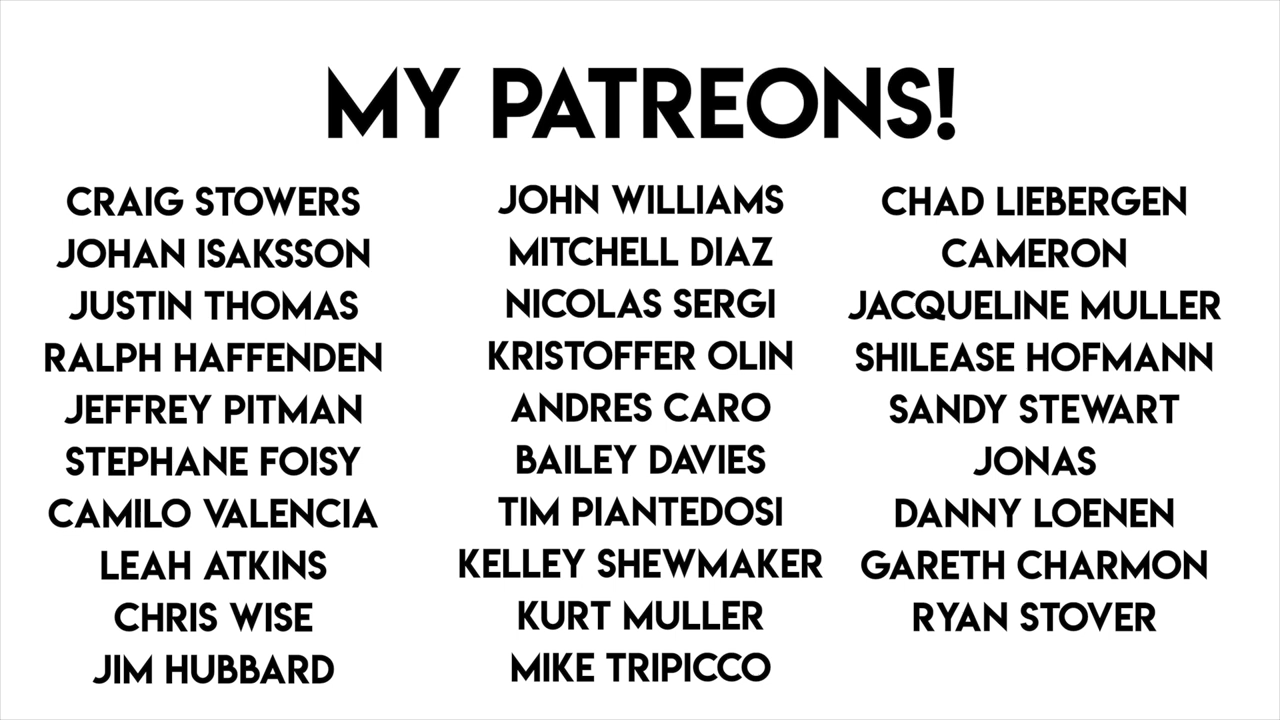 MY PATREONS!
CRAIG STOWERS
JOHAN ISAKSSON
JUSTIN THOMAS
RALPH HAFFENDEN
JEFFREY PITMAN
STEPHANE FOISY
CAMILO VALENCIA
LEAH ATKINS
CHRIS WISE
JIM HUBBARD
JOHN WILLIAMS
MITCHELL DIAZ
NICOLAS SERGI
KRISTOFFER OLIN
ANDRES CARO
BAILEY DAVIES
TIM PIANTEDOSI
KELLEY SHEWMAKER
KURT MULLER
MIKE TRIPICCO
CHAD LIEBERGEN
CAMERON
JACQUELINE MULLER
SHILEASE HOFMANN
SANDY STEWART
JONAS
DANNY LOENEN
GARETH CHARMON
RYAN STOVER